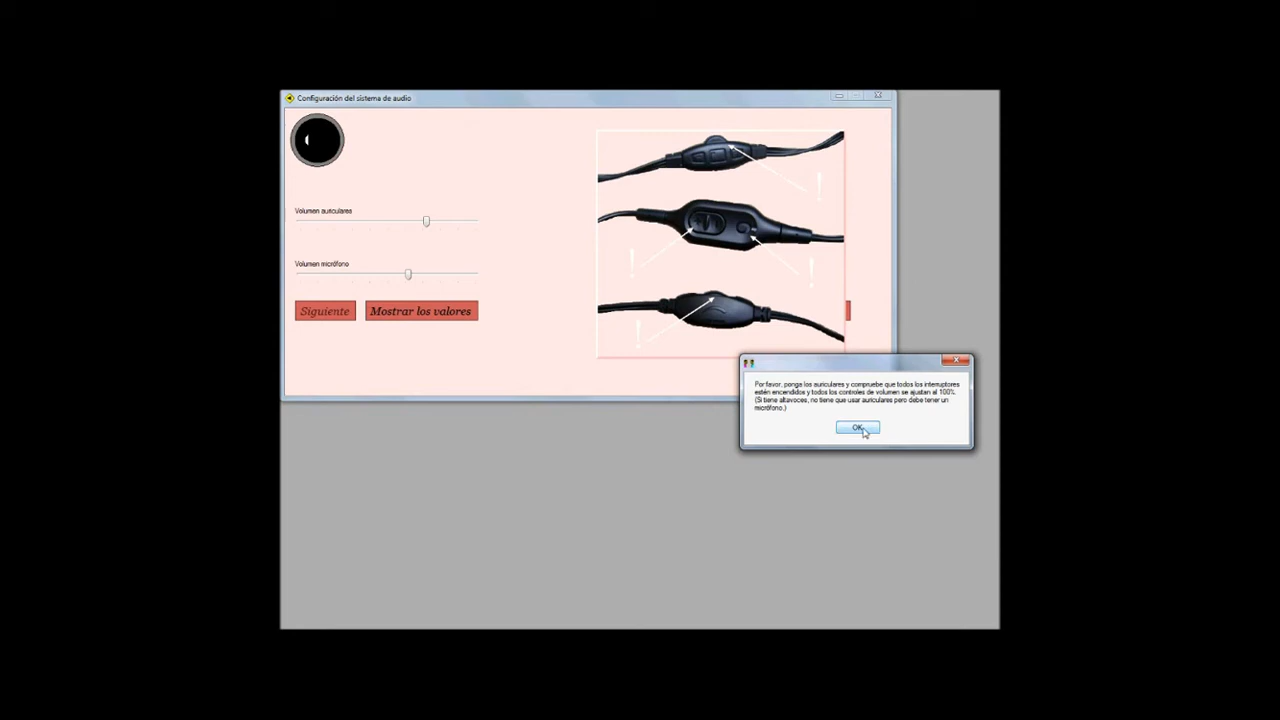 Configuración del sistema de audio
Volumen auriculares
!
!
!
Volumen micrófono
Siguiente
Mostrar los valores
!
Por favor, ponga los auriculares y compruebe que todos los interruptores
estén encendidos y todos los controles de volumen se ajustan al 100%.
(Si tiene altavoces, no tiene que usar auriculares pero debe tener un
micrófono.)
OK